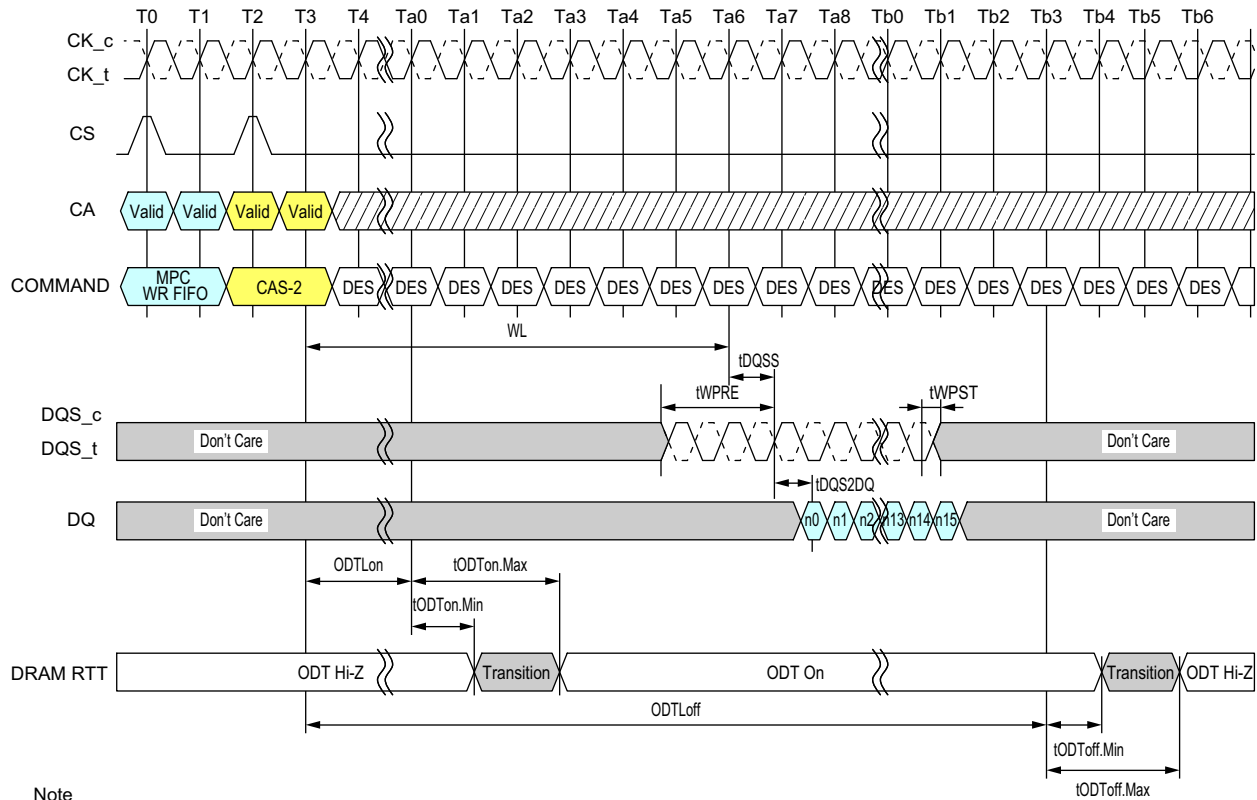 T0 T1 T2 T3 T4 Ta0 Ta1 Ta2 Ta3 Ta4 Ta5 Ta6 Ta7 Ta8 Tb0 Tb1 Tb2 Tb3 Tb4 Tb5 Tb6
CK_c
CK_t
CS
CA Valid Valid Valid Valid
COMMAND MPC WR FIFO CAS-2 DES DES DES DES DES DES DES DES DES DES DES DES DES DES DES DES DES
WL
tDQSS
tWPRE tWPST
DQS_c
DQS_t Don't Care Don't Care
tDQS2DQ
DQ Don't Care n0 n1 n2 n13 n14 n15 Don't Care
ODTLon tODTon.Max
tODTon.Min
DRAM RTT ODT Hi-Z Transition ODT On Transition ODT Hi-Z
ODTLoff
tODToff.Min
tODToff.Max
Note